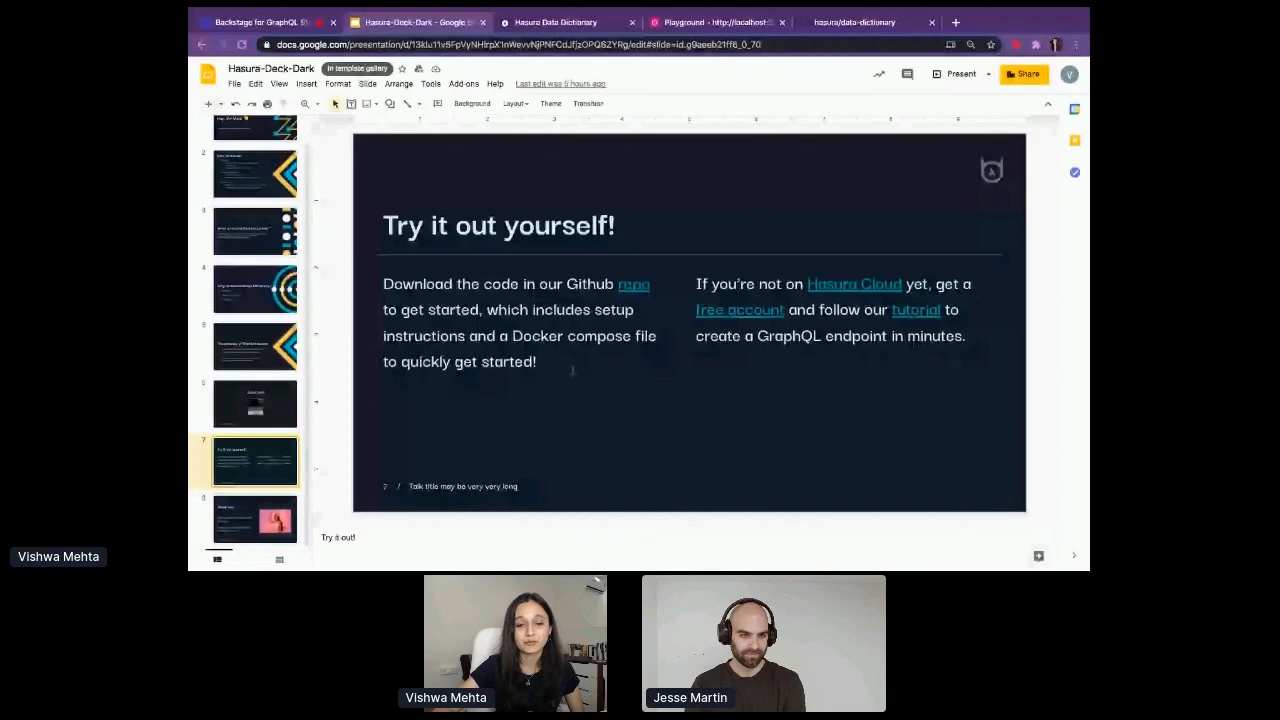 Backstage for GraphQL S
Hasura-Deck-Dark - Google S
Hasura Data Dictionary
Playground - http://localhost:
hasura/data-dictionary
Hasura-Deck-Dark
In template gallery
File Edit View Insert Format Slide Arrange Tools Add-ons Help Last edit was 5 hours ago
Present
Share
V
Background Layout Theme Transition
Try it out yourself!
Download the code in our Github repo
to get started, which includes setup
instructions and a Docker compose file
to quickly get started!
If you're not on Hasura Cloud yet, get a
free account and follow our tutorial to
create a GraphQL endpoint in minutes.
7 / Talk title may be very very long
Try it out!
Vishwa Mehta
Vishwa Mehta
Jesse Martin